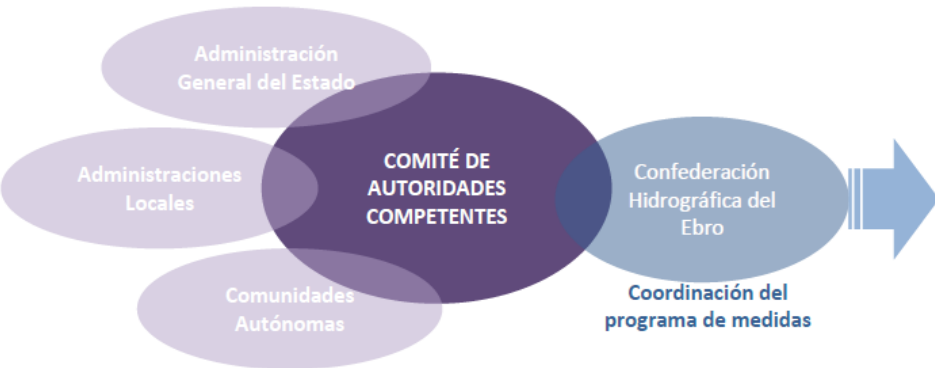 Administración
General del Estado
Administraciones
Locales
Comunidades
Autónomas
COMITÉ DE
AUTORIDADES
COMPETENTES
Confederación
Hidrográfica del
Ebro
Coordinación del
programa de medidas